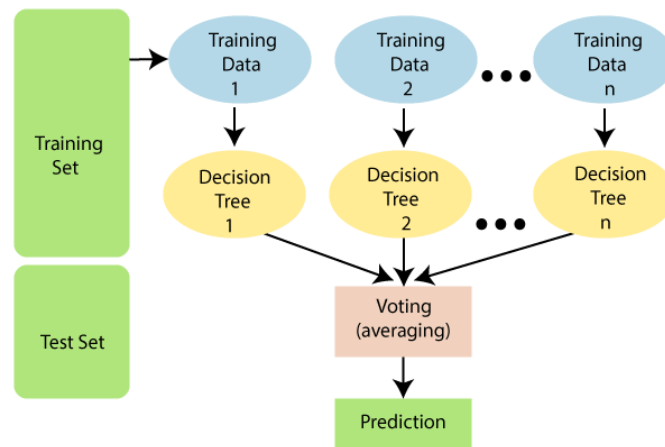 Training
Set
Test Set
Training
Data
1
Training
Data
2
Training
Data
n
Decision
Tree
1
Decision
Tree
2
Decision
Tree
n
Voting
(averaging)
Prediction